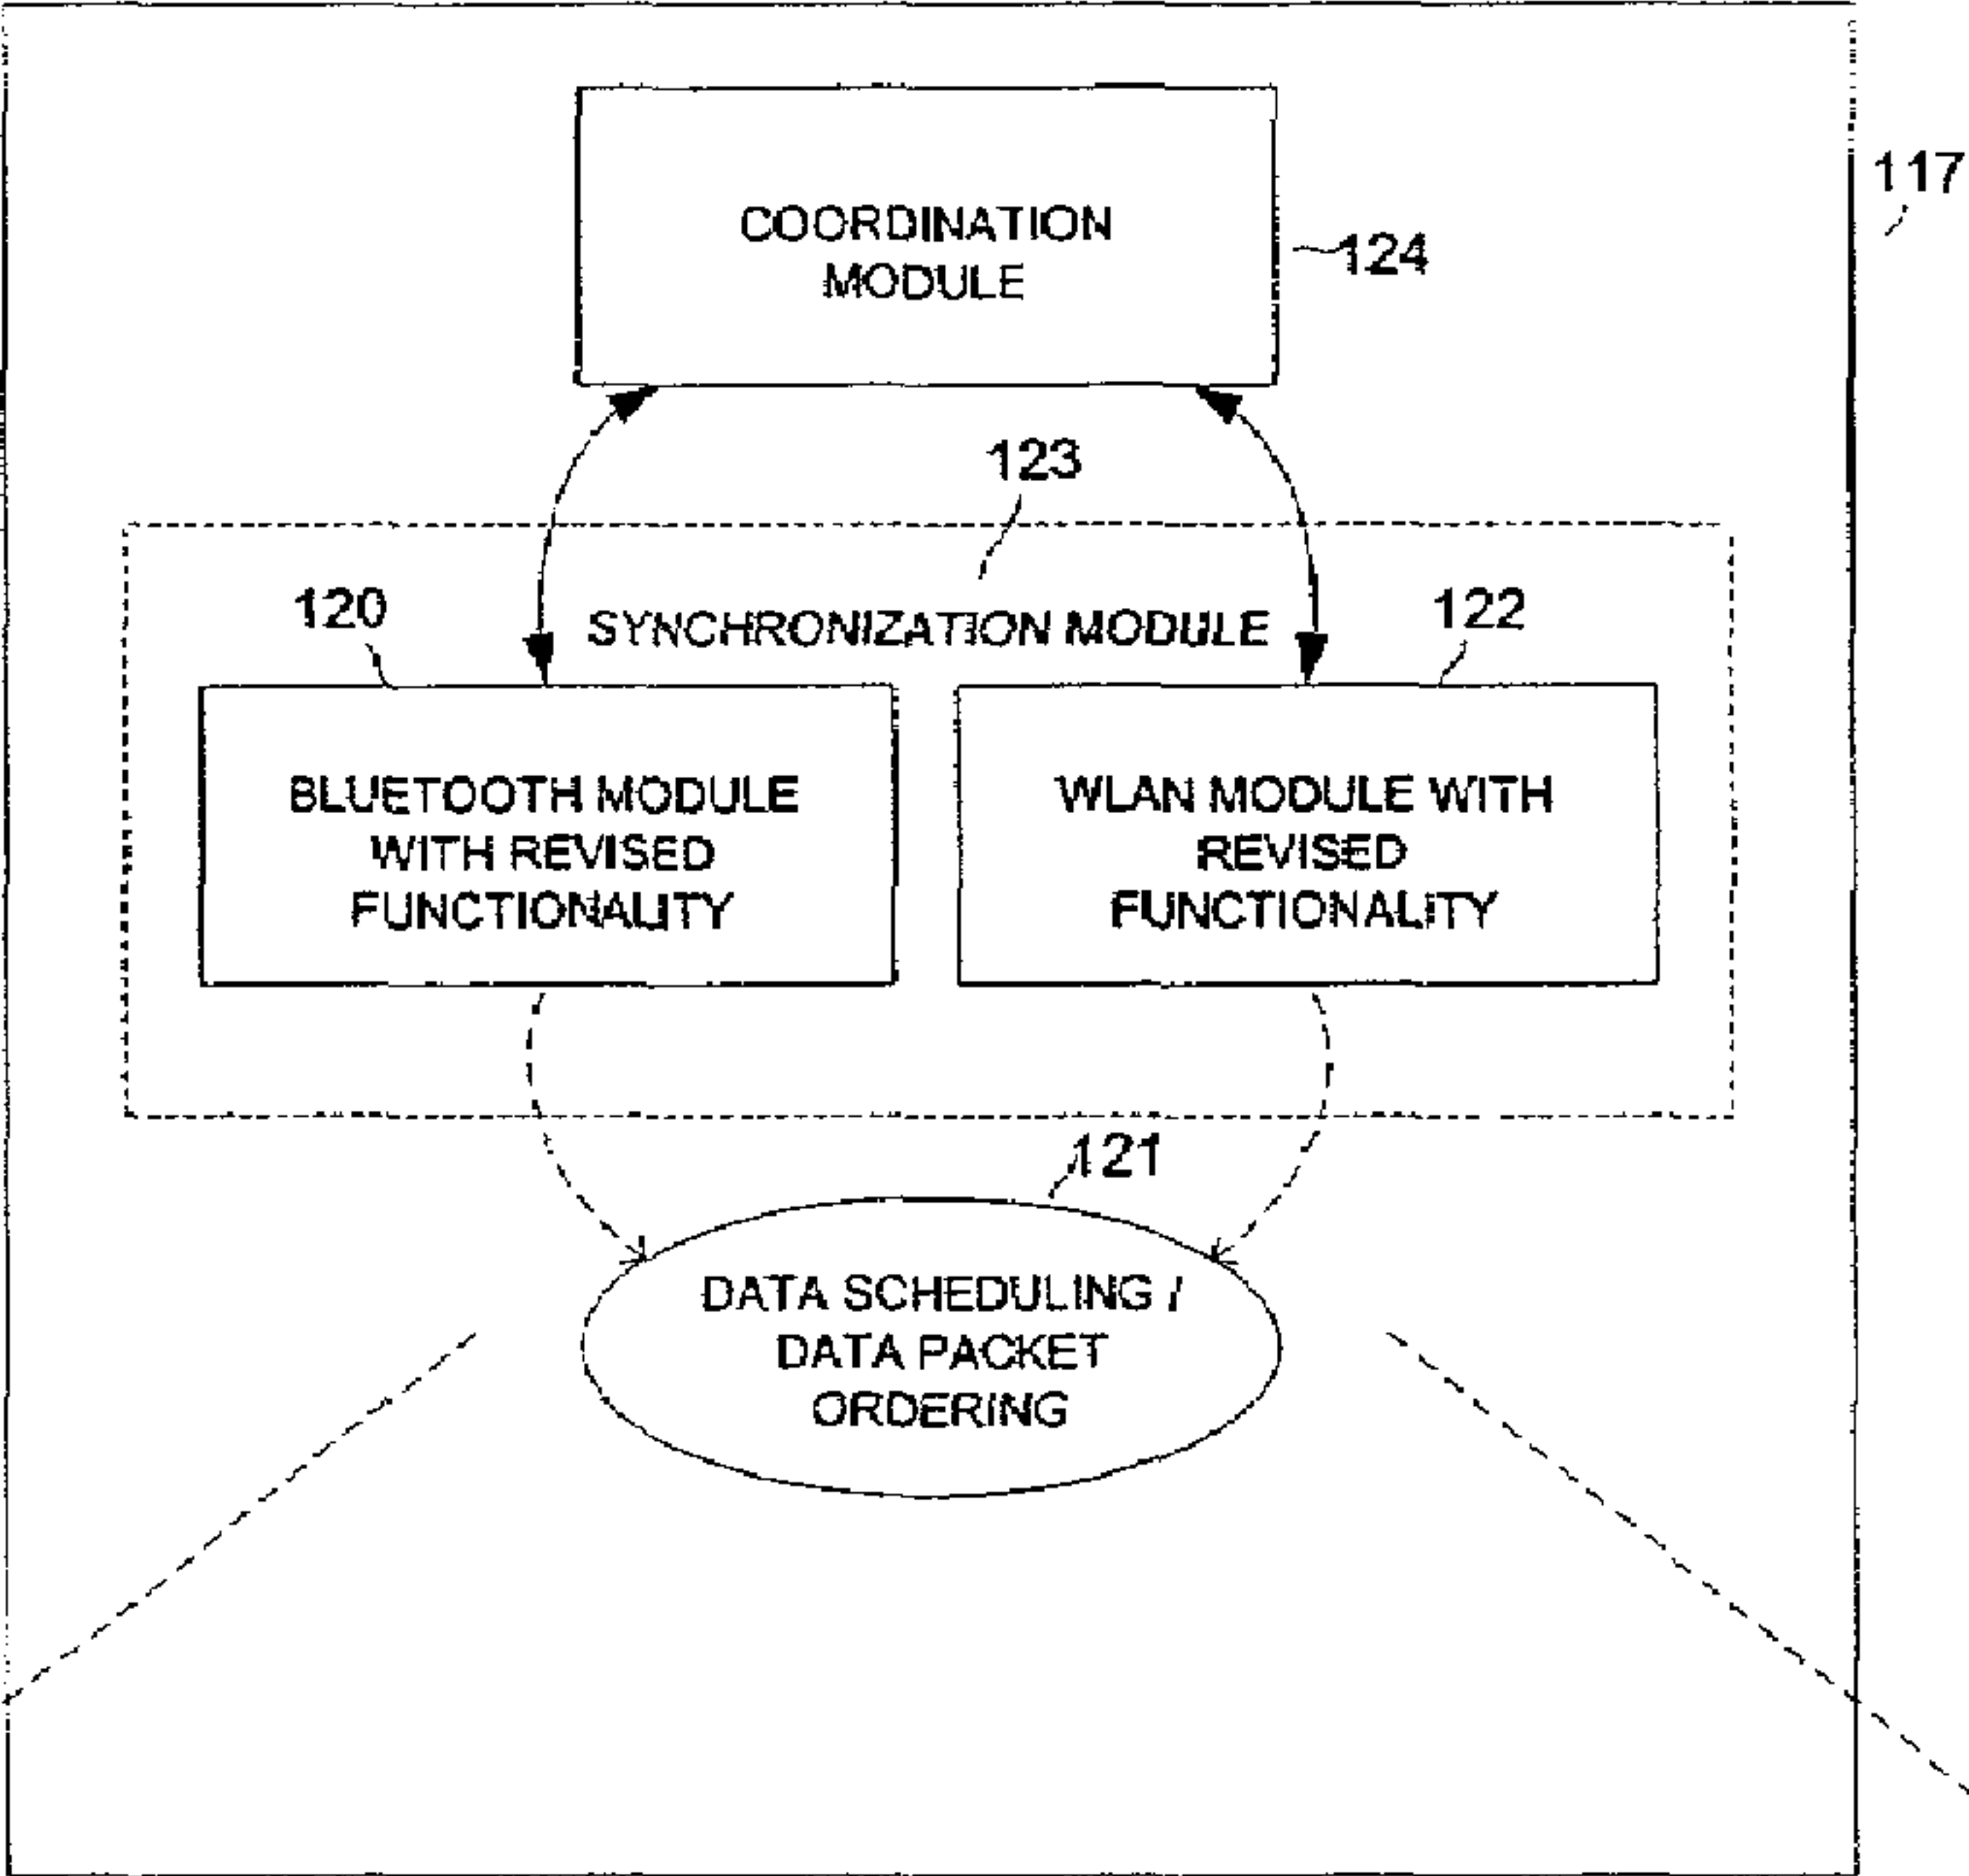 117
COORDINATION
MODULE
124
123
120
SYNCHRONIZATION MODULE
122
BLUETOOTH MODULE
WITH REVISED
FUNCTIONALITY
WLAN MODULE WITH
REVISED
FUNCTIONALITY
121
DATA SCHEDULING /
DATA PACKET
ORDERING